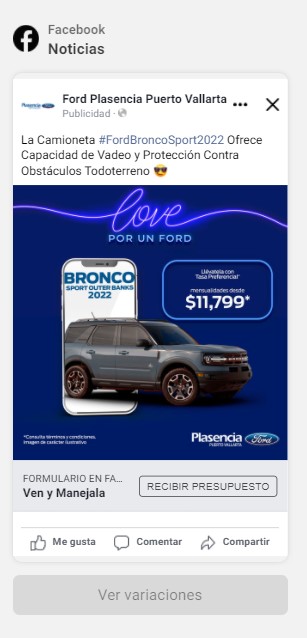 Facebook
Noticias
Plasencia Ford
Ford Plasencia Puerto Vallarta
Publicidad ·
La Camioneta #FordBroncoSport2022 Ofrece
Capacidad de Vadeo y Protección Contra
Obstáculos Todoterreno 😎
love
POR UN FORD
BRONCO
SPORT OUTER BANKS
2022
Llévatela con
Tasa Preferencial*
mensualidades desde
$11,799*
*Consulta términos y condiciones.
Imagen de carácter ilustrativo.
Plasencia Ford
PUERTO VALLARTA
FORMULARIO EN FA...
Ven y Manejala
RECIBIR PRESUPUESTO
Me gusta
Comentar
Compartir
Ver variaciones